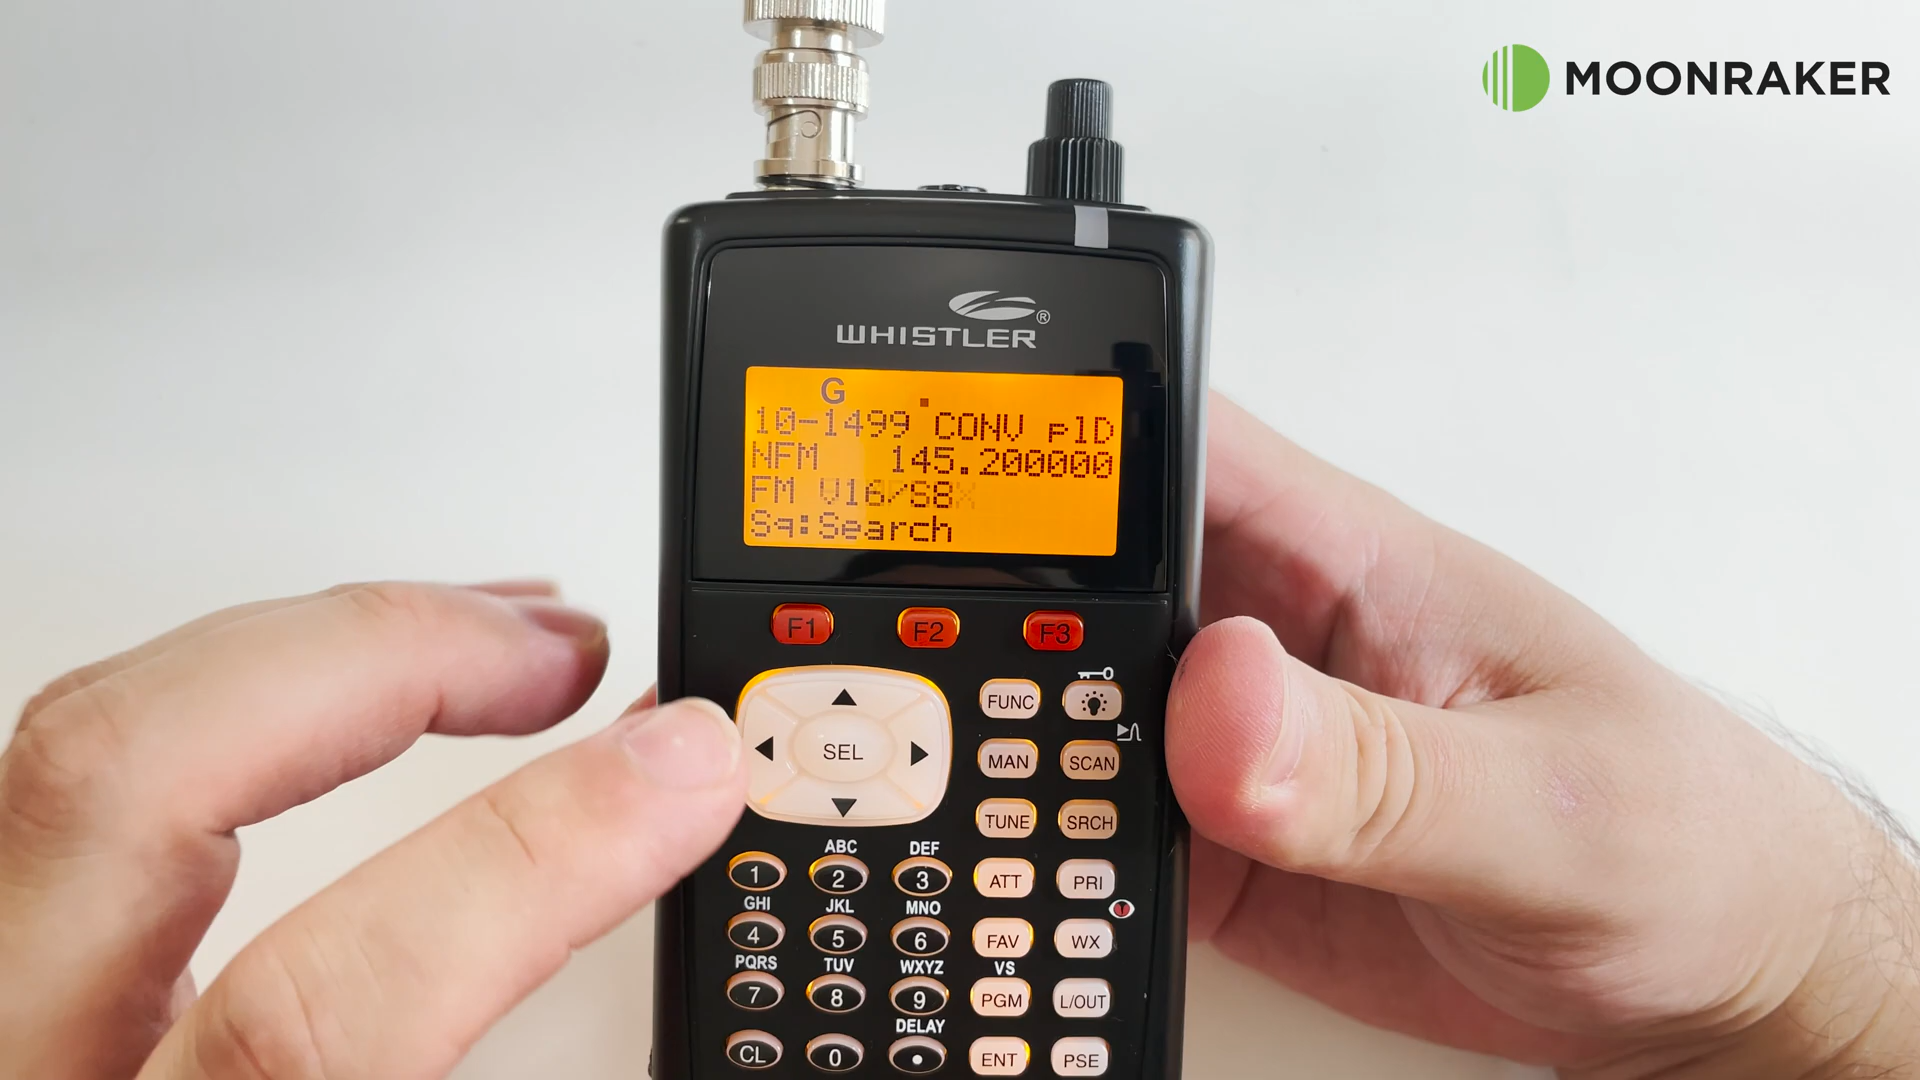 MOONRAKER
WHISTLER
G
10-1499 CONV p1D
NFM 145.200000
FM V16/S8
Sq:Search
F1 F2 F3
FUNC
SEL
MAN SCAN
TUNE SRCH
ABC DEF
1 2 3 ATT PRI
GHI JKL MNO
4 5 6 FAV WX
PQRS TUV WXYZ VS
7 8 9 PGM L/OUT
DELAY
CL 0 • ENT PSE